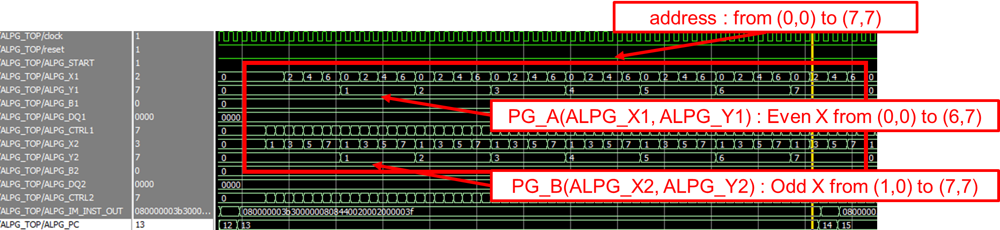 address : from (0,0) to (7,7)
/ALPG_TOP/clock 1
/ALPG_TOP/reset 1
/ALPG_TOP/ALPG_START 1
/ALPG_TOP/ALPG_X1 2 0 2 4 6 0 2 4 6 0 2 4 6 0 2 4 6 0 2 4 6 0 2 4 6 0 2 4 6 0 2 4 6 0
/ALPG_TOP/ALPG_Y1 7 0 1 2 3 4 5 6 7 0
/ALPG_TOP/ALPG_B1 0 0
PG_A(ALPG_X1, ALPG_Y1) : Even X from (0,0) to (6,7)
/ALPG_TOP/ALPG_DQ1 0000 0000
/ALPG_TOP/ALPG_CTRL1 7 0
/ALPG_TOP/ALPG_X2 3 0 1 3 5 7 1 3 5 7 1 3 5 7 1 3 5 7 1 3 5 7 1 3 5 7 1 3 5 7 1 3 5 7 1
/ALPG_TOP/ALPG_Y2 7 0 1 2 3 4 5 6 7 0
/ALPG_TOP/ALPG_B2 0 0
PG_B(ALPG_X2, ALPG_Y2) : Odd X from (1,0) to (7,7)
/ALPG_TOP/ALPG_DQ2 0000 0000
/ALPG_TOP/ALPG_CTRL2 7 0
/ALPG_TOP/ALPG_IM_INST_OUT 080000003b3000... 080000003b3000000808440020002000003f 0800000
/ALPG_TOP/ALPG_PC 13 12 13 14 15